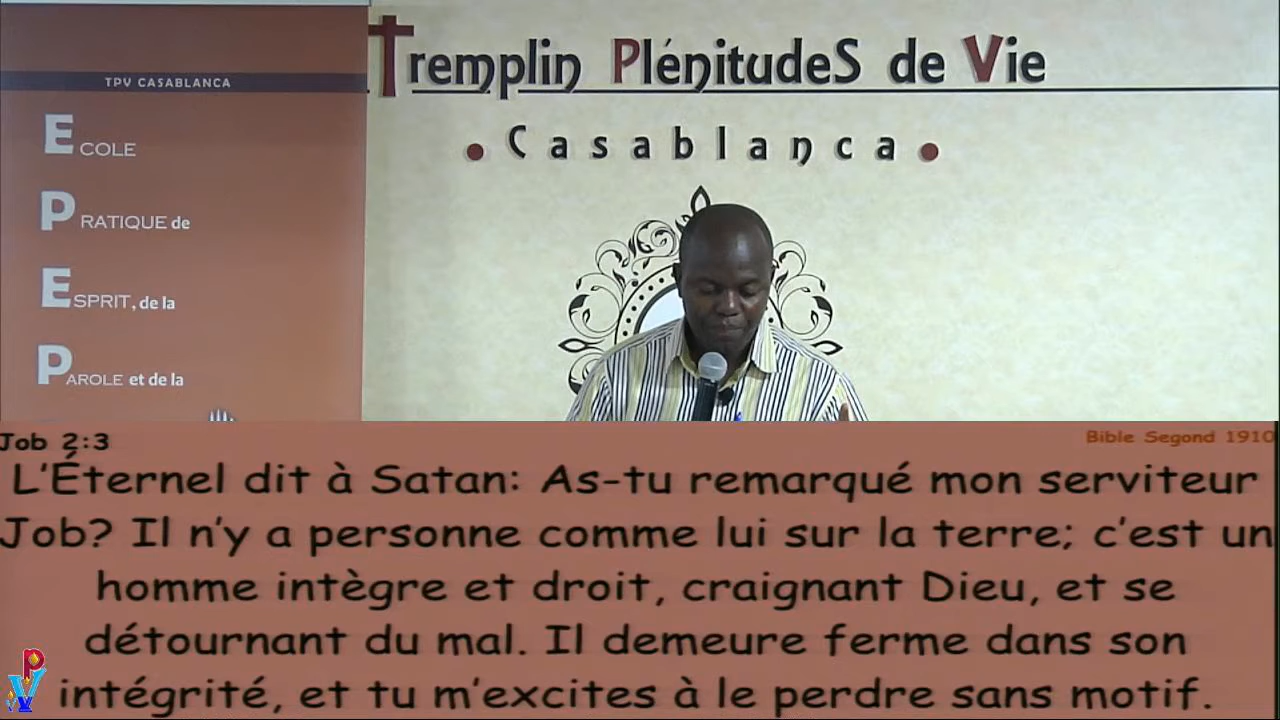 TPV CASABLANCA
ECOLE
PRATIQUE de
ESPRIT, de la
PAROLE et de la
Tremplin PlénitudeS de Vie
• Casablanca •
Job 2:3
Bible Segond 1910
L'Éternel dit à Satan: As-tu remarqué mon serviteur
Job? Il n'y a personne comme lui sur la terre; c'est un
homme intègre et droit, craignant Dieu, et se
détournant du mal. Il demeure ferme dans son
intégrité, et tu m'excites à le perdre sans motif.
PV